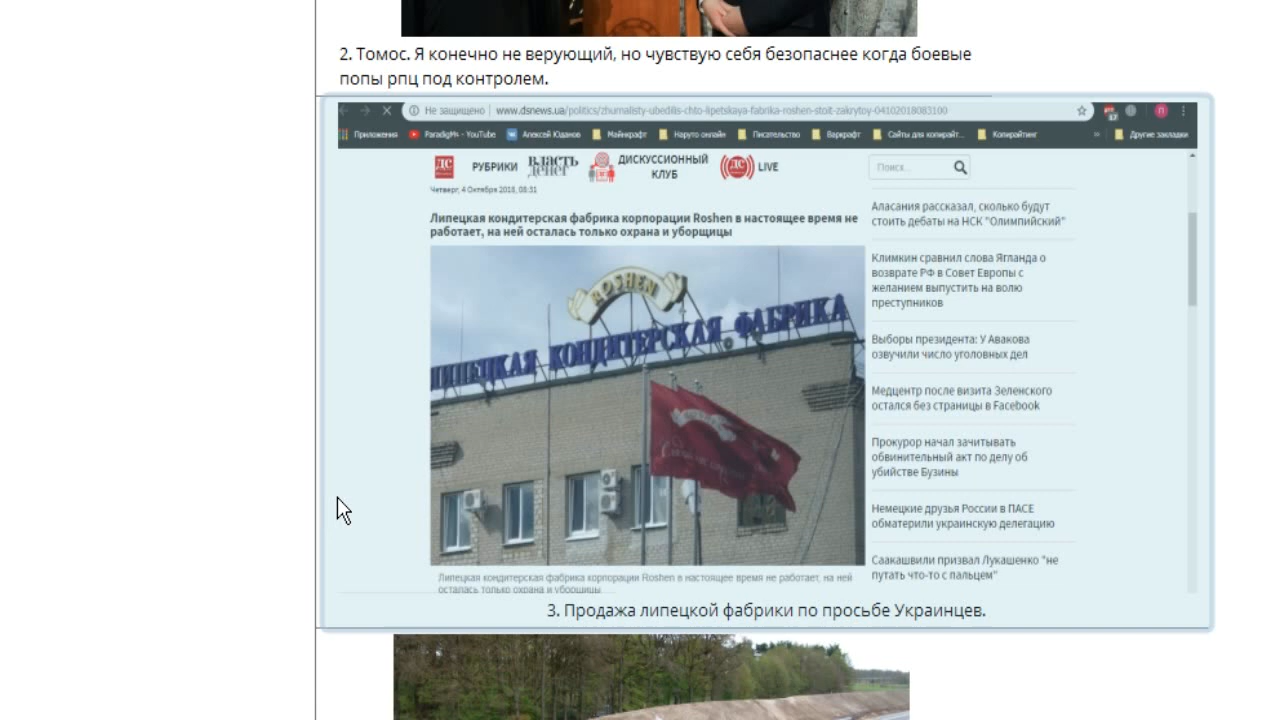 2. Томос. Я конечно не верующий, но чувствую себя безопаснее когда боевые
попы рпц под контролем.
Не защищено | www.dsnews.ua/politics/zhurnalisty-ubedilis-chto-lipetskaya-fabrika-roshen-stoit-zakrytoy-04102018083100
Приложения ParadigMn - YouTube Алексей Юданов Майнкрафт Наруто онлайн Писательство Варкрафт Сайты для копирайт... Копирайтинг » Другие закладки
ДС РУБРИКИ ВЛАСТЬ ДЕНЕГ ДИСКУССИОННЫЙ КЛУБ ДС LIVE Поиск...
Четверг, 4 Октября 2018, 08:31
Липецкая кондитерская фабрика корпорации Roshen в настоящее время не
работает, на ней осталась только охрана и уборщицы
ROSHEN
ЛИПЕЦКАЯ КОНДИТЕРСКАЯ ФАБРИКА
Липецкая кондитерская фабрика корпорации Roshen в настоящее время не работает, на ней
осталась только охрана и уборщицы
Аласания рассказал, сколько будут
стоить дебаты на НСК "Олимпийский"
Климкин сравнил слова Ягланда о
возврате РФ в Совет Европы с
желанием выпустить на волю
преступников
Выборы президента: У Авакова
озвучили число уголовных дел
Медцентр после визита Зеленского
остался без страницы в Facebook
Прокурор начал зачитывать
обвинительный акт по делу об
убийстве Бузины
Немецкие друзья России в ПАСЕ
обматерили украинскую делегацию
Саакашвили призвал Лукашенко "не
путать что-то с пальцем"
3. Продажа липецкой фабрики по просьбе Украинцев.